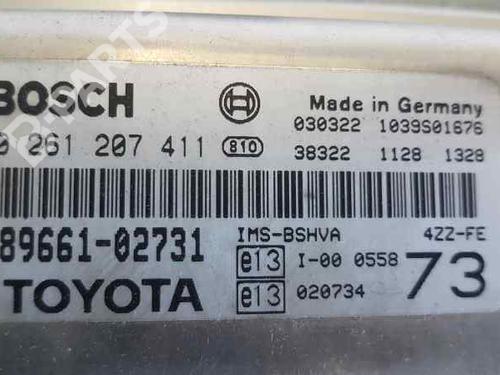 BOSCH
Made in Germany
030322 1039S01676
0 261 207 411 810
38322 1128 1328
89661-02731
IMS-BSHVA 4ZZ-FE
e13 I-00 0558
73
TOYOTA
e13 020734